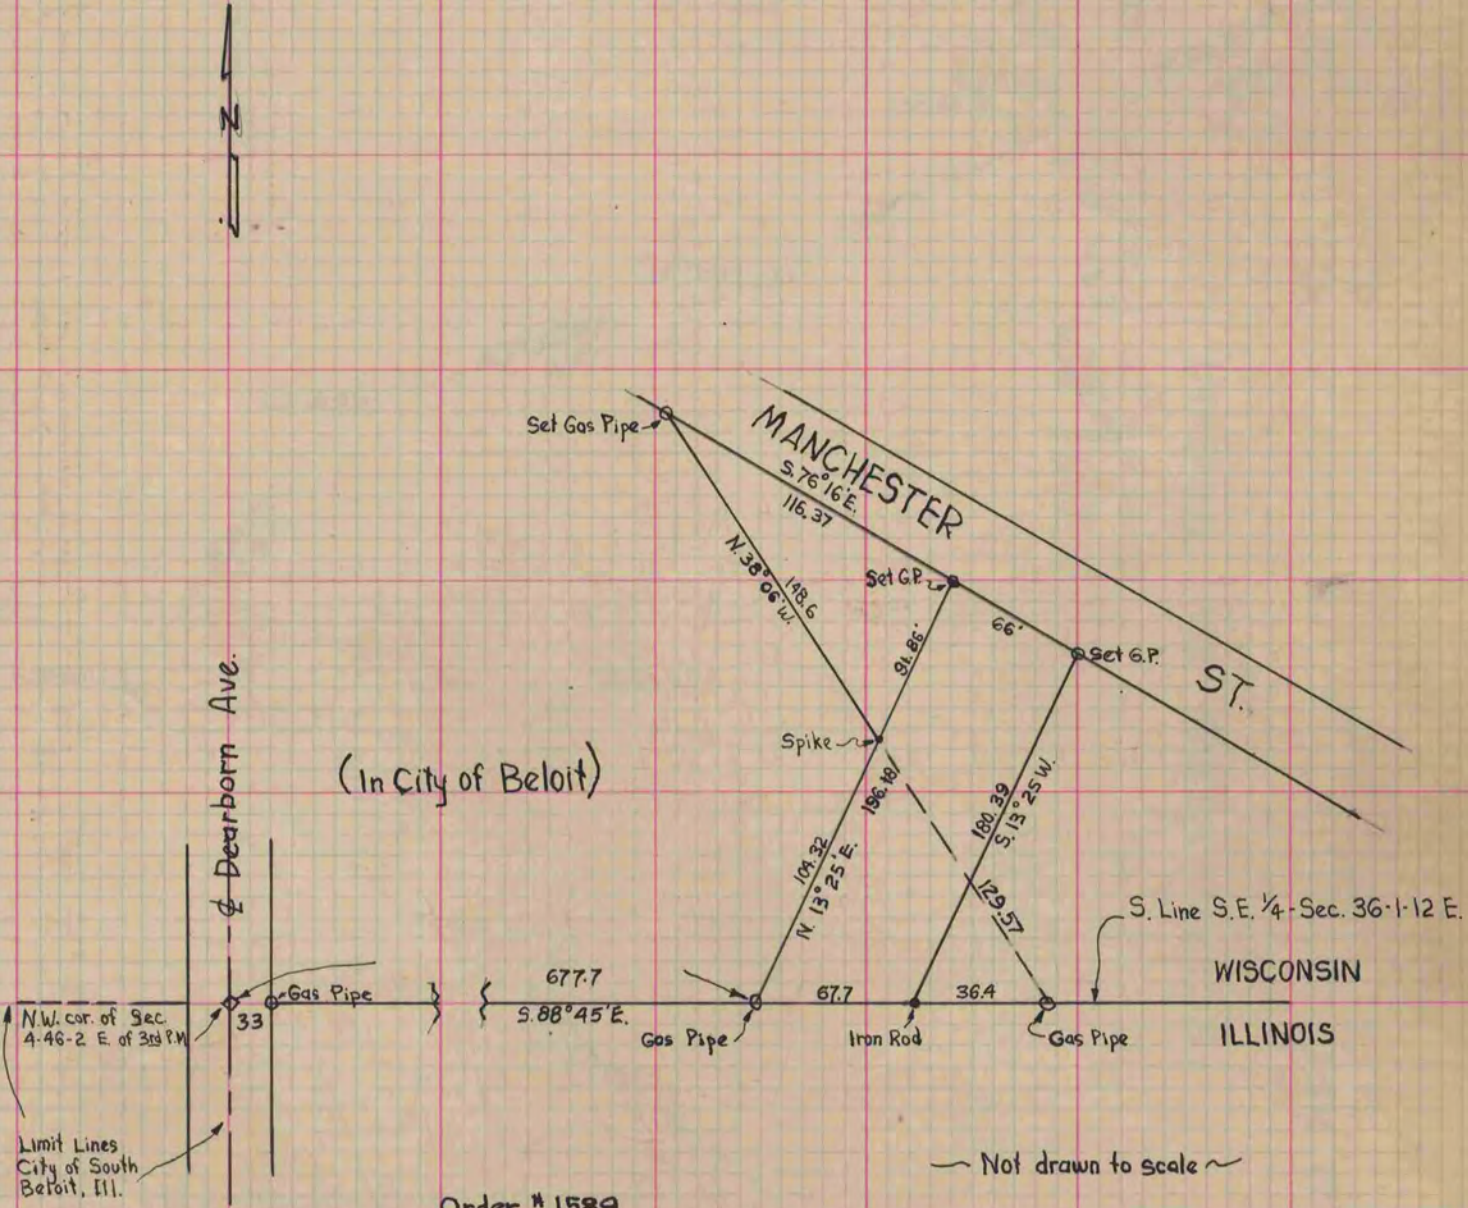 N
Set Gas Pipe
MANCHESTER
S. 76° 16' E.
116.37
N. 38° 06' W.
148.6
Set G.P.
66'
91.86'
Set G.P.
ST.
Spike
(In City of Beloit)
196.18
180.39
S. 13° 25' W.
104.32
N. 13° 25' E.
129.57
℄ Dearborn Ave.
S. Line S.E. ¼ - Sec. 36-1-12 E.
WISCONSIN
677.7
Gas Pipe
67.7
36.4
N.W. cor. of Sec.
4-46-2 E. of 3rd P.M
33
S. 88° 45' E.
Gas Pipe
Iron Rod
Gas Pipe
ILLINOIS
Limit Lines
City of South
Beloit, Ill.
Not drawn to scale
Order # 1589